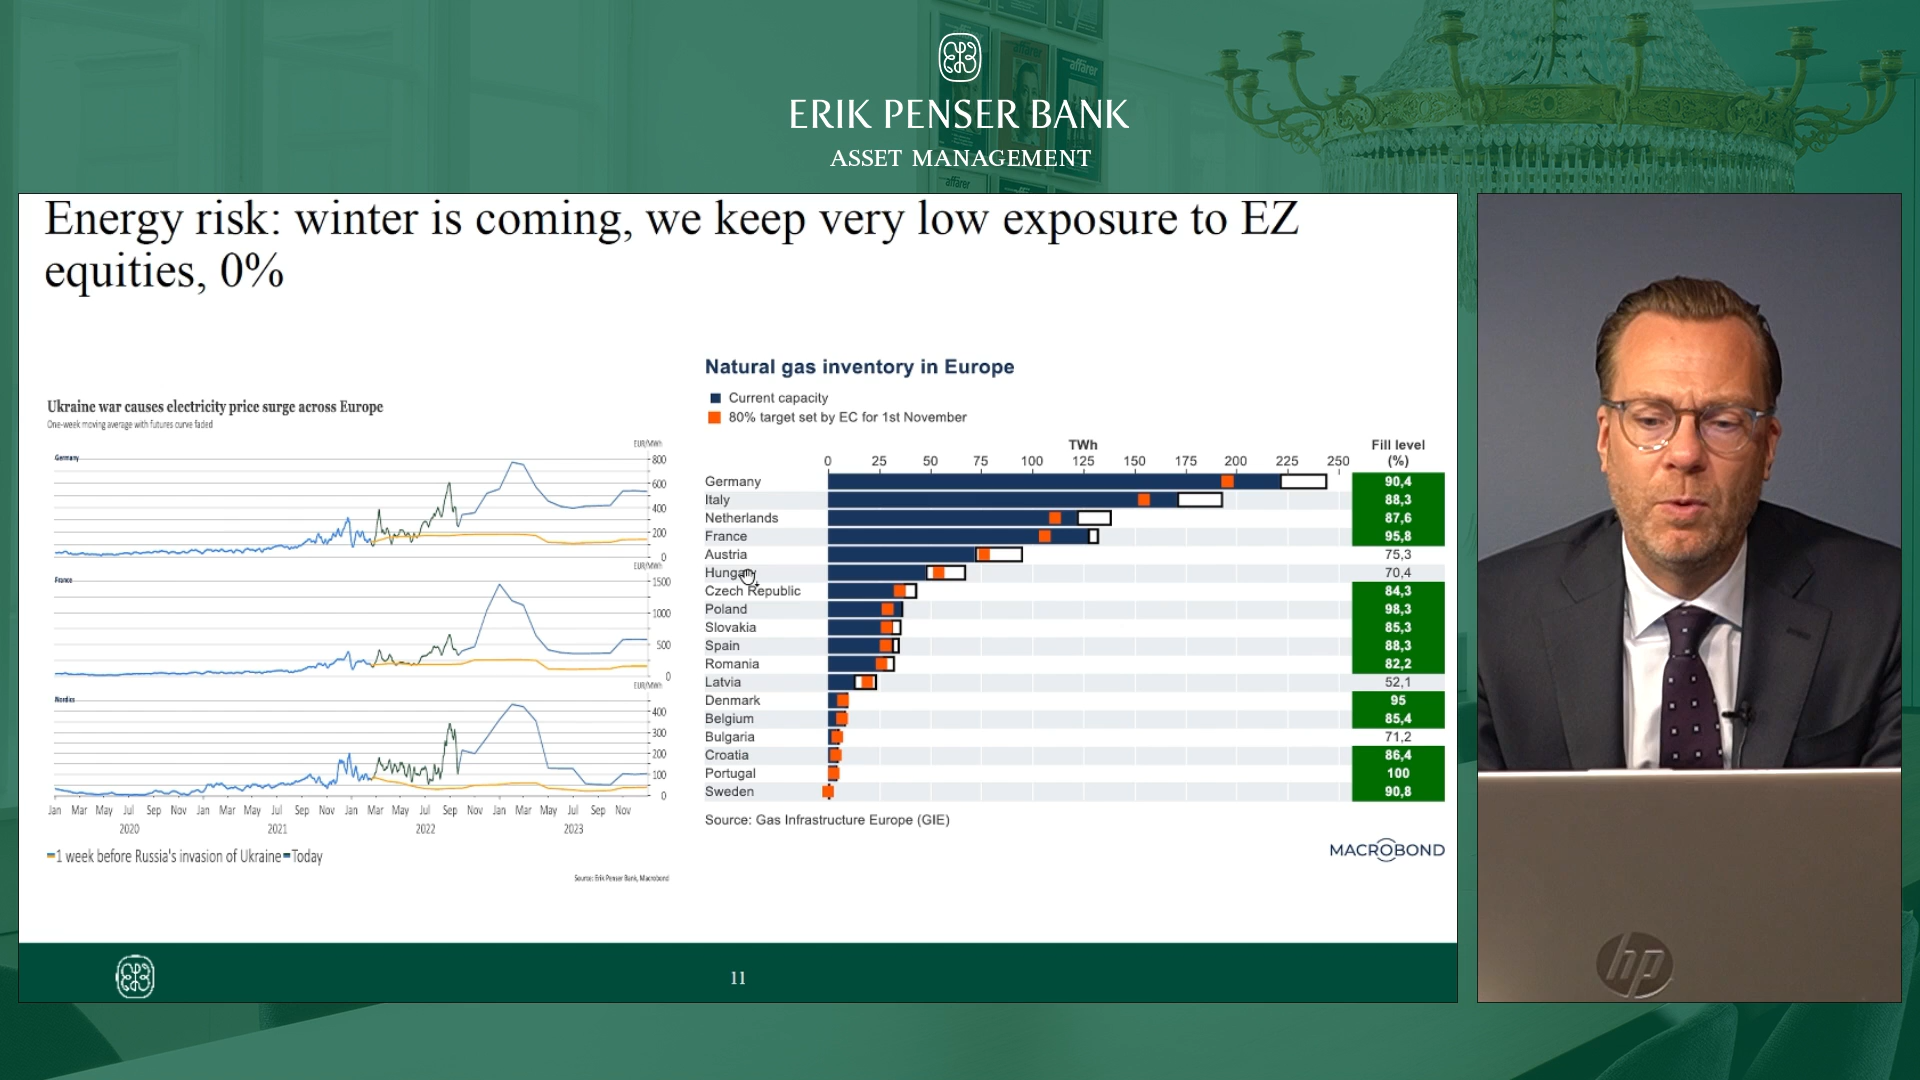 affärer
affärer
affärer
ERIK PENSER BANK
ASSET MANAGEMENT
Energy risk: winter is coming, we keep very low exposure to EZ
equities, 0%
Ukraine war causes electricity price surge across Europe
One-week moving average with futures curve faded
EUR/MWh
Germany
800
600
400
200
0
EUR/MWh
France
1500
1000
500
0
EUR/MWh
Nordics
400
300
200
100
0
Jan Mar May Jul Sep Nov Jan Mar May Jul Sep Nov Jan Mar May Jul Sep Nov Jan Mar May Jul Sep Nov
2020 2021 2022 2023
1 week before Russia's invasion of Ukraine Today
Source: Erik Penser Bank, Macrobond
Natural gas inventory in Europe
Current capacity
80% target set by EC for 1st November
TWh Fill level
0 25 50 75 100 125 150 175 200 225 250 (%)
Germany 90,4
Italy 88,3
Netherlands 87,6
France 95,8
Austria 75,3
Hungary 70,4
Czech Republic 84,3
Poland 98,3
Slovakia 85,3
Spain 88,3
Romania 82,2
Latvia 52,1
Denmark 95
Belgium 85,4
Bulgaria 71,2
Croatia 86,4
Portugal 100
Sweden 90,8
Source: Gas Infrastructure Europe (GIE)
MACROBOND
11
hp